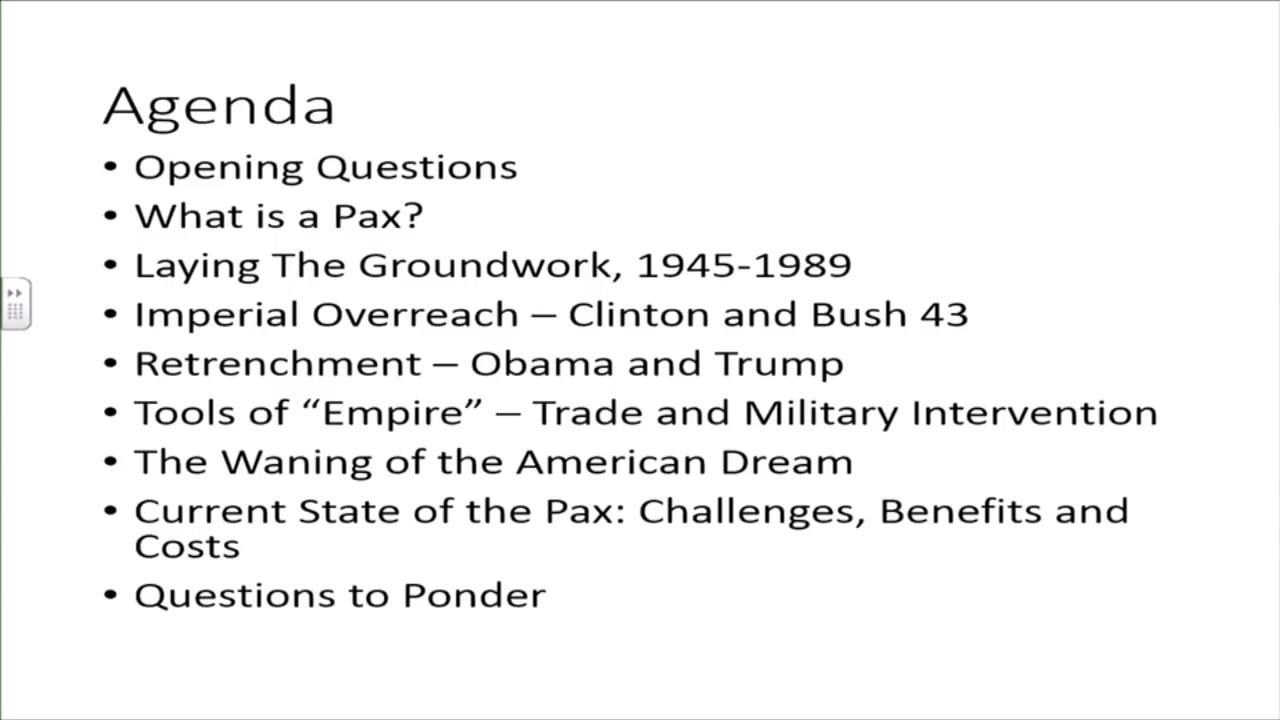 Agenda
• Opening Questions
• What is a Pax?
• Laying The Groundwork, 1945-1989
• Imperial Overreach – Clinton and Bush 43
• Retrenchment – Obama and Trump
• Tools of “Empire” – Trade and Military Intervention
• The Waning of the American Dream
• Current State of the Pax: Challenges, Benefits and
Costs
• Questions to Ponder